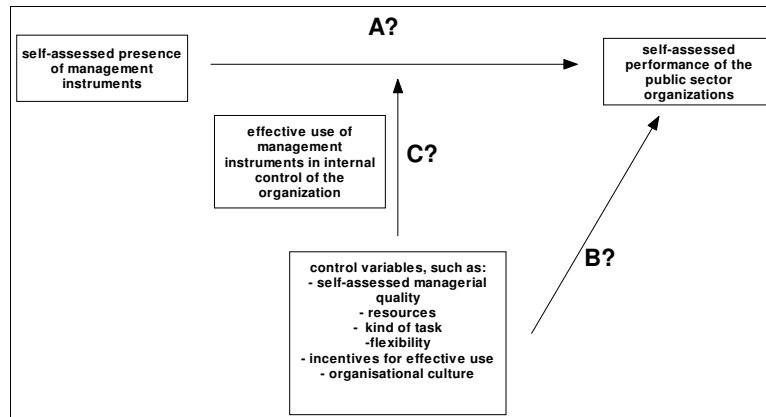 A?
self-assessed presence
of management
instruments
self-assessed
performance of the
public sector
organizations
effective use of
management
instruments in internal
control of the
organization
C?
B?
control variables, such as:
- self-assessed managerial
quality
- resources
- kind of task
-flexibility
- incentives for effective use
- organisational culture